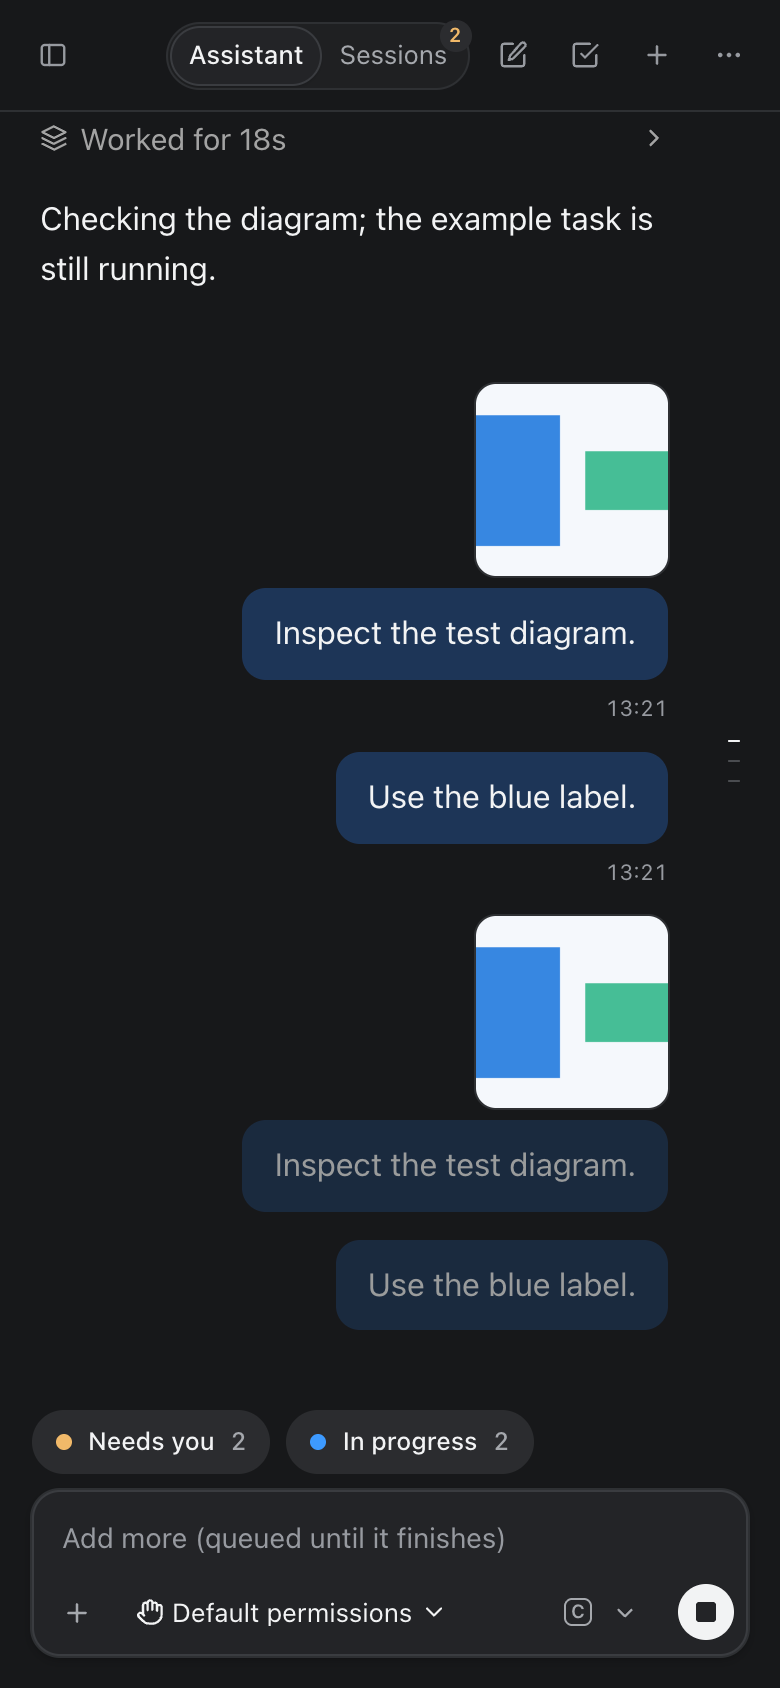 Assistant
Sessions
2
Worked for 18s
Checking the diagram; the example task is
still running.
Inspect the test diagram.
13:21
Use the blue label.
13:21
Inspect the test diagram.
Use the blue label.
Needs you 2
In progress 2
Add more (queued until it finishes)
Default permissions
C